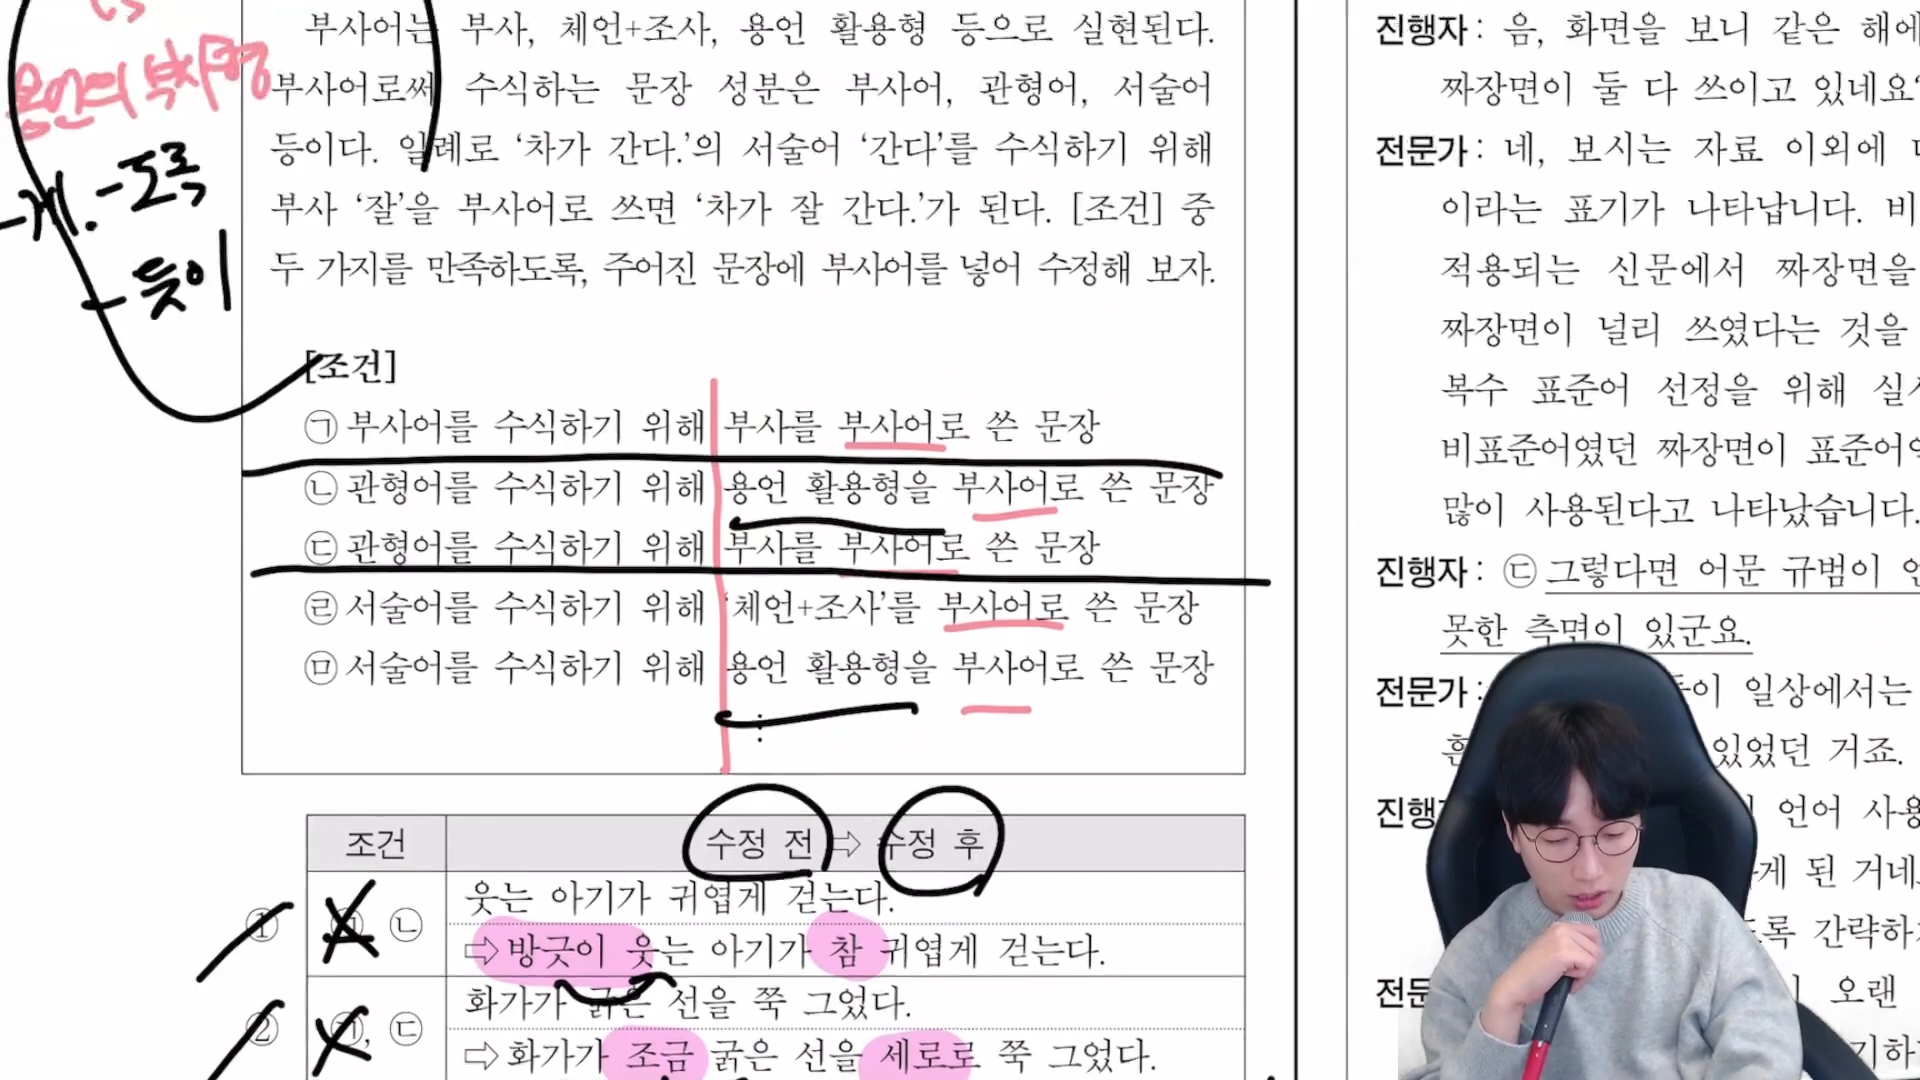 용언의 부사형
-게. -도록
-듯이
부사어는 부사, 체언+조사, 용언 활용형 등으로 실현된다.
부사어로써 수식하는 문장 성분은 부사어, 관형어, 서술어
등이다. 일례로 ‘차가 간다.’의 서술어 ‘간다’를 수식하기 위해
부사 ‘잘’을 부사어로 쓰면 ‘차가 잘 간다.’가 된다. [조건] 중
두 가지를 만족하도록, 주어진 문장에 부사어를 넣어 수정해 보자.
[조건]
㉠ 부사어를 수식하기 위해 부사를 부사어로 쓴 문장
㉡ 관형어를 수식하기 위해 용언 활용형을 부사어로 쓴 문장
㉢ 관형어를 수식하기 위해 부사를 부사어로 쓴 문장
㉣ 서술어를 수식하기 위해 ‘체언+조사’를 부사어로 쓴 문장
㉤ 서술어를 수식하기 위해 용언 활용형을 부사어로 쓴 문장
⋮
조건 수정 전 ⇨ 수정 후
① ㉡ 웃는 아기가 귀엽게 걷는다.
⇨ 방긋이 웃는 아기가 참 귀엽게 걷는다.
② ㉠, ㉢ 화가가 굵은 선을 쭉 그었다.
⇨ 화가가 조금 굵은 선을 세로로 쭉 그었다.
진행자 : 음, 화면을 보니 같은 해에
짜장면이 둘 다 쓰이고 있네요
전문가 : 네, 보시는 자료 이외에
이라는 표기가 나타납니다. 비
적용되는 신문에서 짜장면을
짜장면이 널리 쓰였다는 것을
복수 표준어 선정을 위해
비표준어였던 짜장면이
많이 사용된다고 나타났습니다.
진행자 : ㉢ 그렇다면 어문 규범이
못한 측면이 있군요.
전문가 : 일상에서는
있었던 거죠.
진행 언어
게 된
간략하
전문 오랜